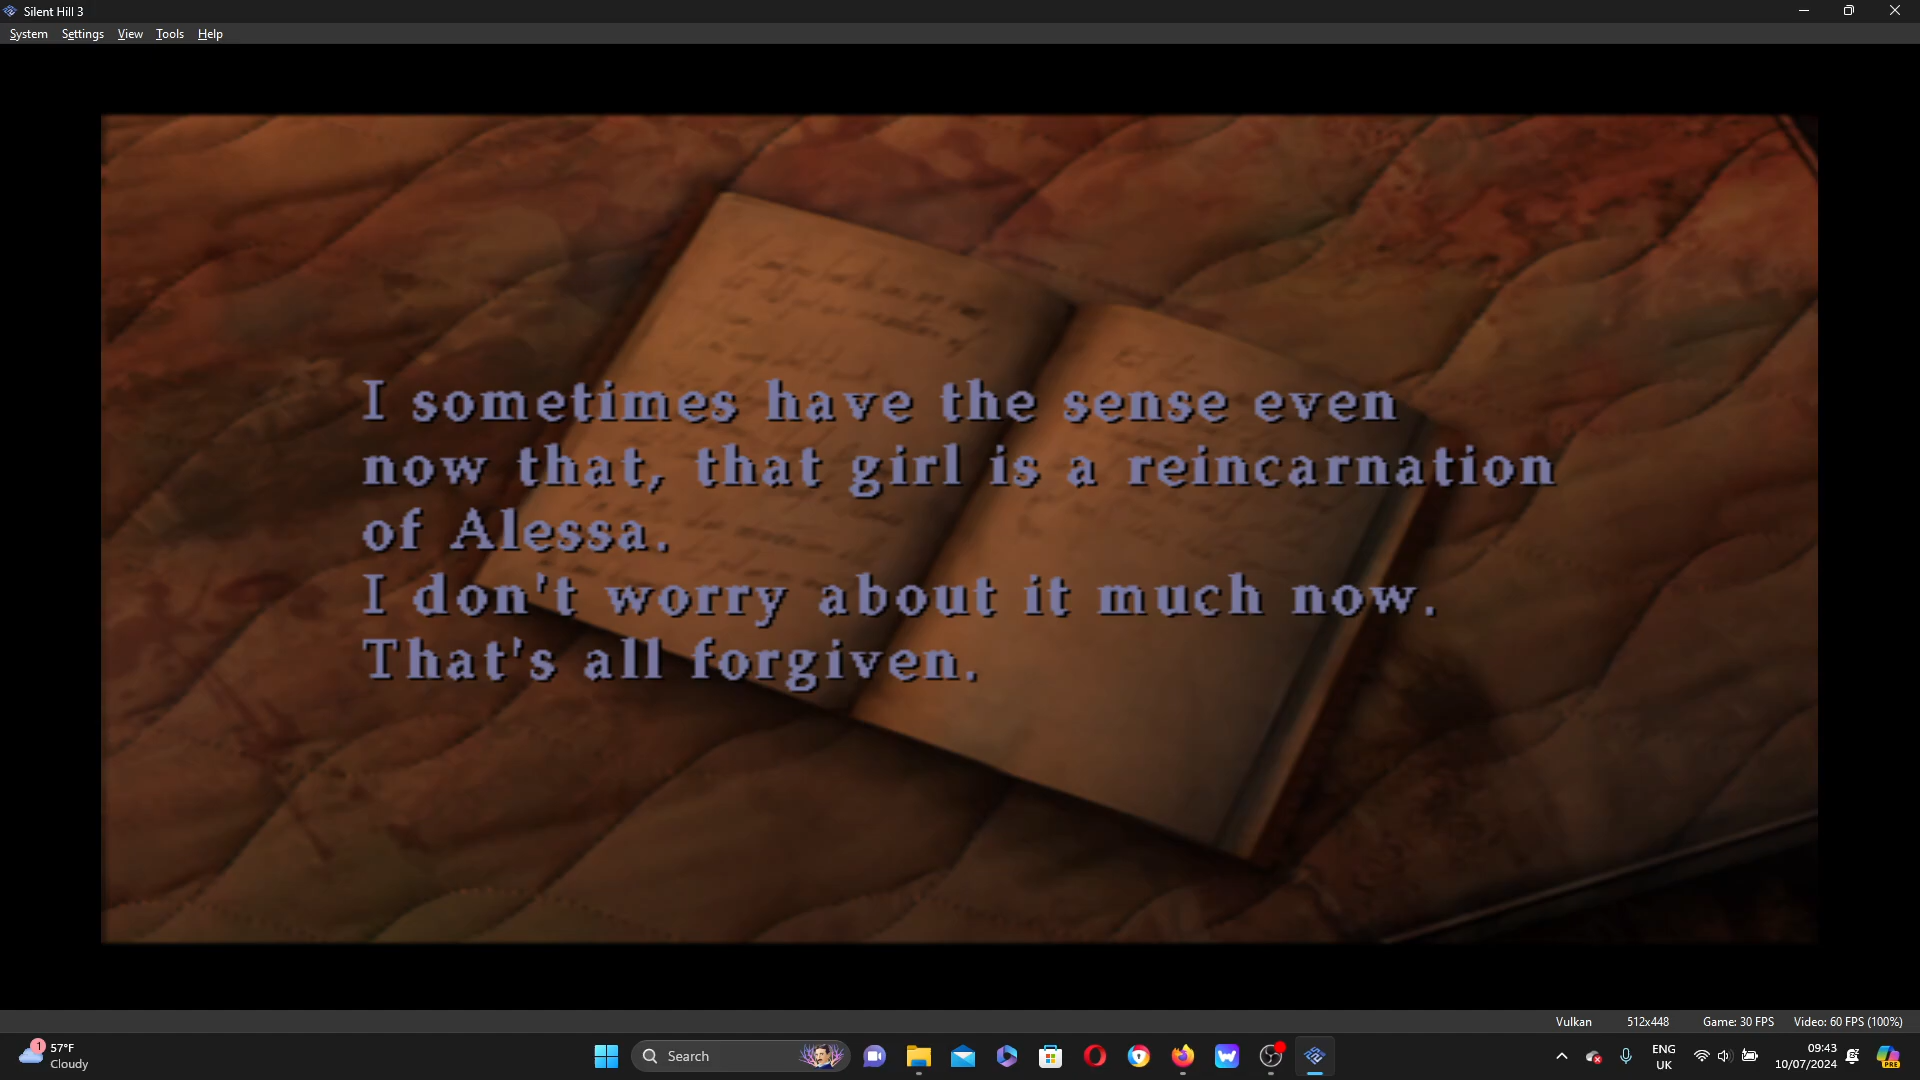 Silent Hill 3
System Settings View Tools Help
I sometimes have the sense even
now that, that girl is a reincarnation
of Alessa.
I don't worry about it much now.
That's all forgiven.
Vulkan 512x448 Game: 30 FPS Video: 60 FPS (100%)
1
57°F
Cloudy
Search
ENG
UK
09:43
10/07/2024
PRE